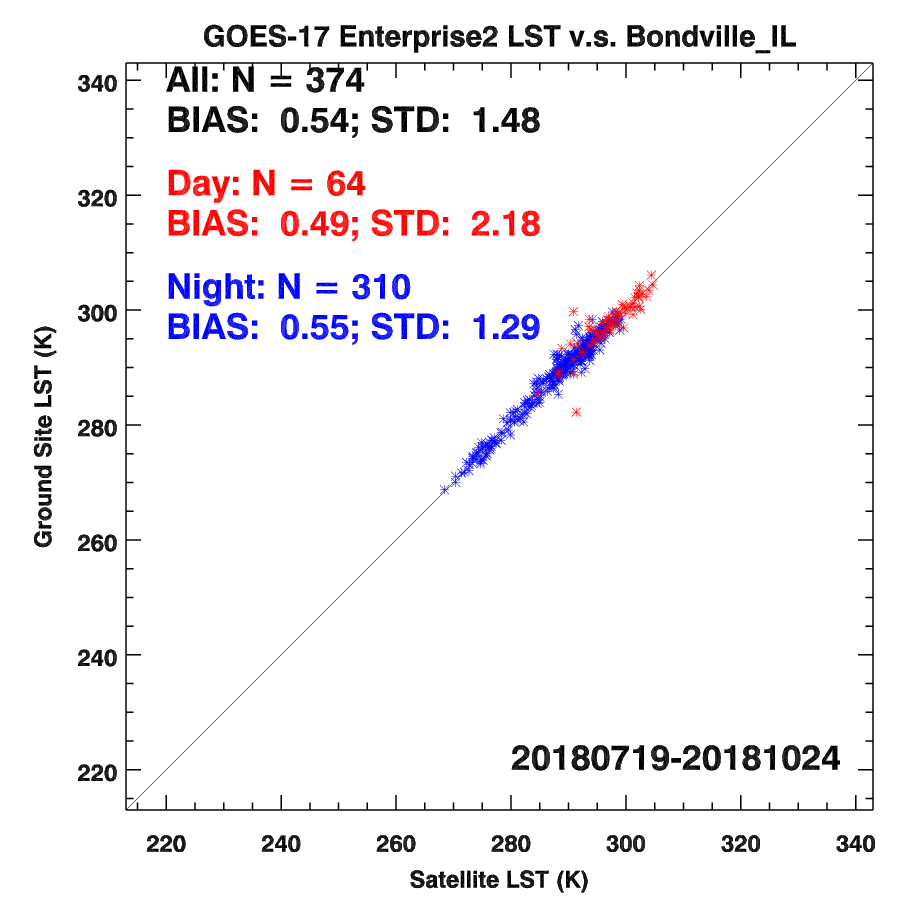 GOES-17 Enterprise2 LST v.s. Bondville_IL
All: N = 374
BIAS: 0.54; STD: 1.48
Day: N = 64
BIAS: 0.49; STD: 2.18
Night: N = 310
BIAS: 0.55; STD: 1.29
340
320
300
280
260
240
220
Ground Site LST (K)
20180719-20181024
220 240 260 280 300 320 340
Satellite LST (K)